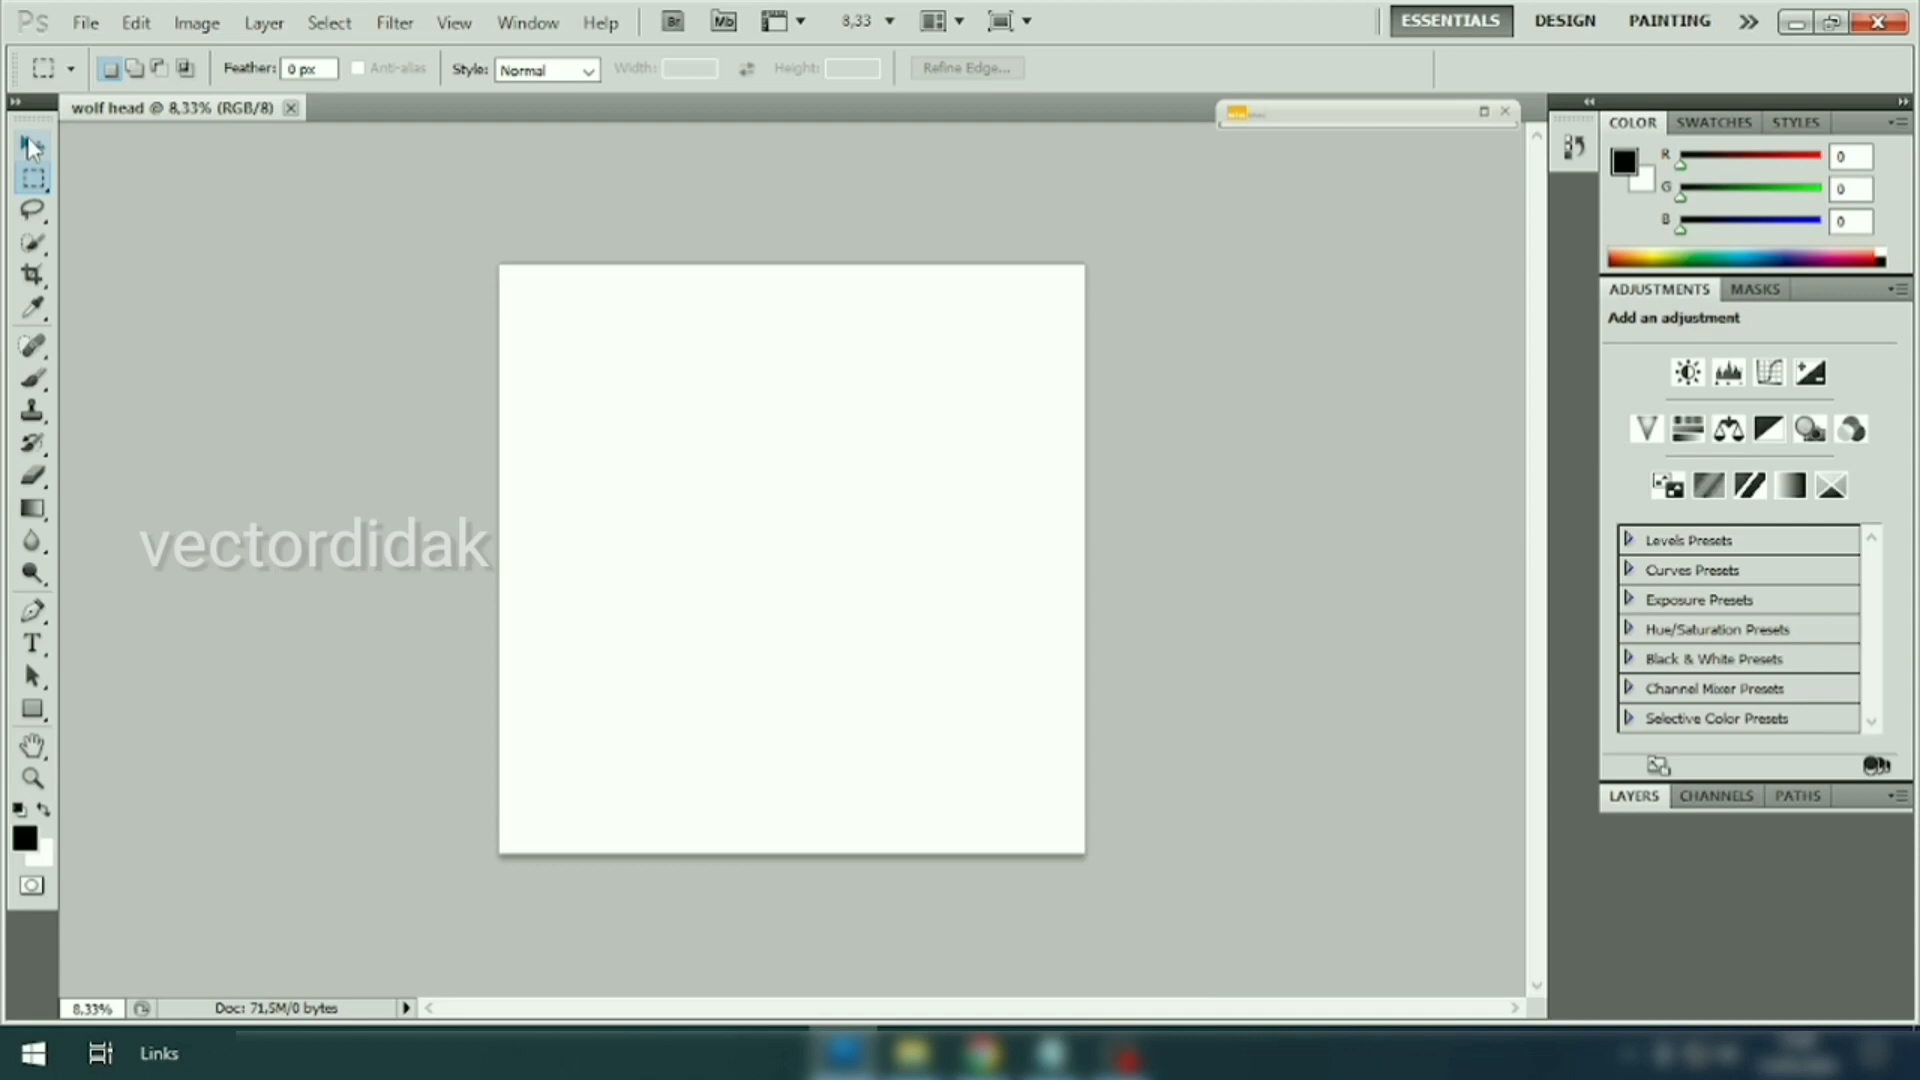 Ps File Edit Image Layer Select Filter View Window Help Br Mb 8,33 ESSENTIALS DESIGN PAINTING
Feather: 0 px Anti-alias Style: Normal Width: Height: Refine Edge...
wolf head @ 8,33% (RGB/8)
COLOR SWATCHES STYLES
R 0
G 0
B 0
ADJUSTMENTS MASKS
Add an adjustment
vectordidak
Levels Presets
Curves Presets
Exposure Presets
Hue/Saturation Presets
Black & White Presets
Channel Mixer Presets
Selective Color Presets
LAYERS CHANNELS PATHS
8,33% Doc: 71,5M/0 bytes
Links